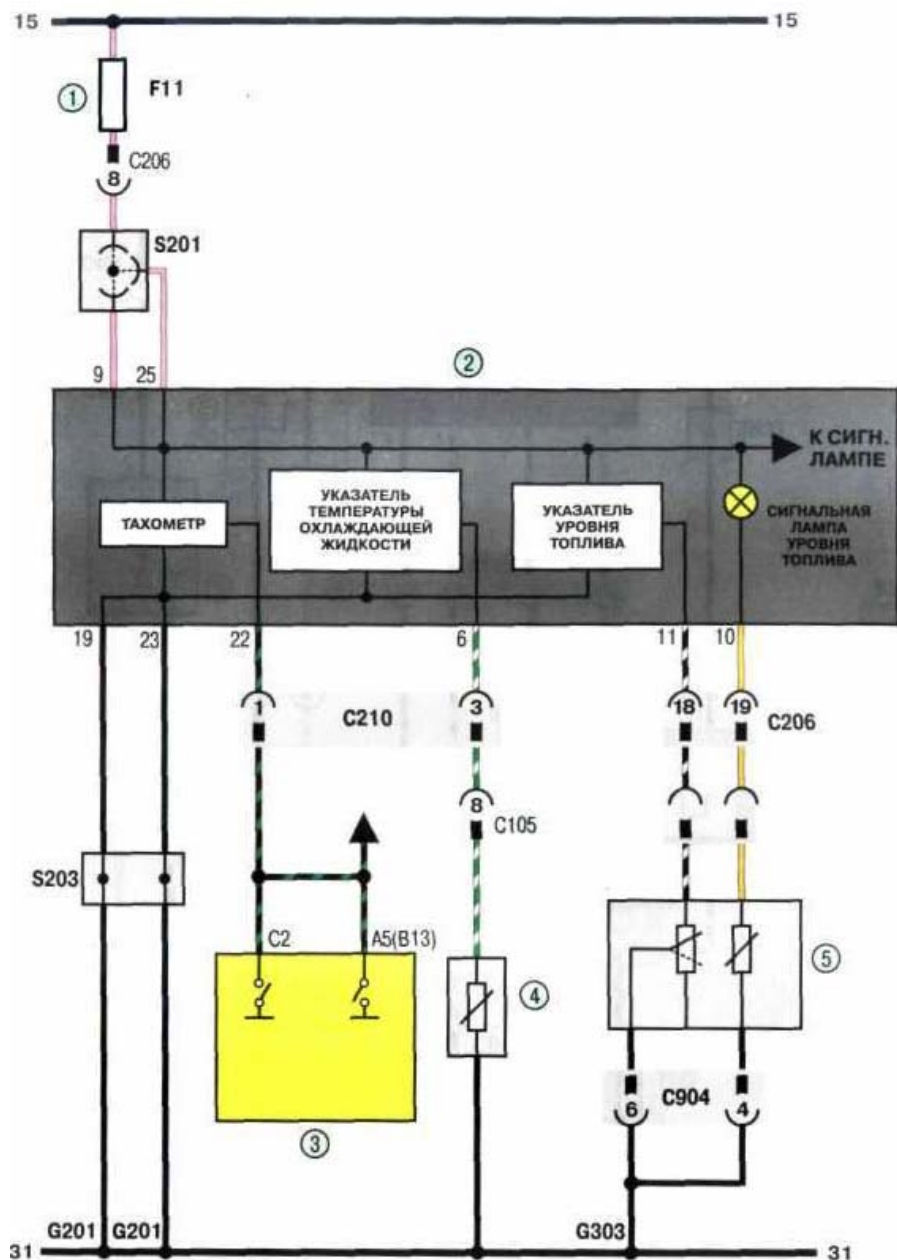 15 15
1 F11
C206
8
S201
2
9 25
К СИГН.
ЛАМПЕ
ТАХОМЕТР
УКАЗАТЕЛЬ
ТЕМПЕРАТУРЫ
ОХЛАЖДАЮЩЕЙ
ЖИДКОСТИ
УКАЗАТЕЛЬ
УРОВНЯ
ТОПЛИВА
СИГНАЛЬНАЯ
ЛАМПА
УРОВНЯ
ТОПЛИВА
19 23 22 6 11 10
1 C210 3 18 19 C206
8 C105
S203
C2 A5(B13)
4
5
3
6 C904 4
G201 G201 G303
31 31